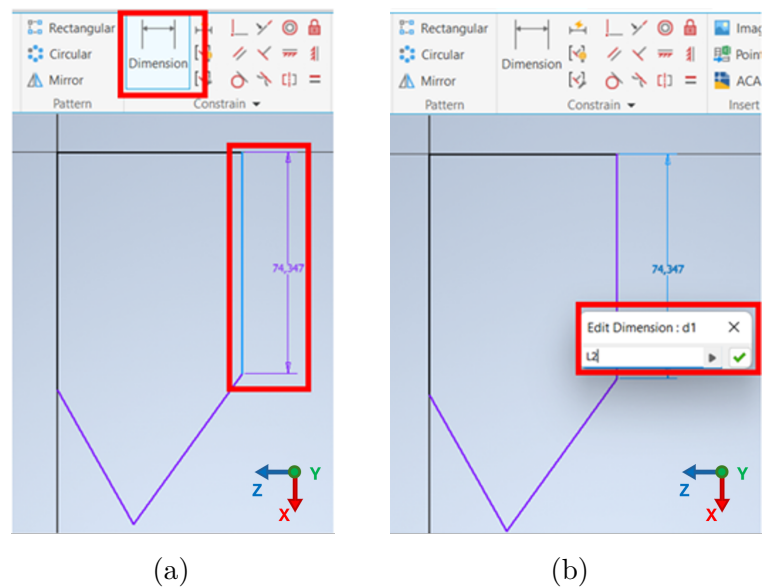 Rectangular
Circular
Mirror
Pattern
Dimension
Constrain
74,347
Z
Y
X
(a)
Rectangular
Circular
Mirror
Pattern
Dimension
Constrain
Imag
Poin
ACA
Insert
74,347
Edit Dimension : d1
L2
Z
Y
X
(b)